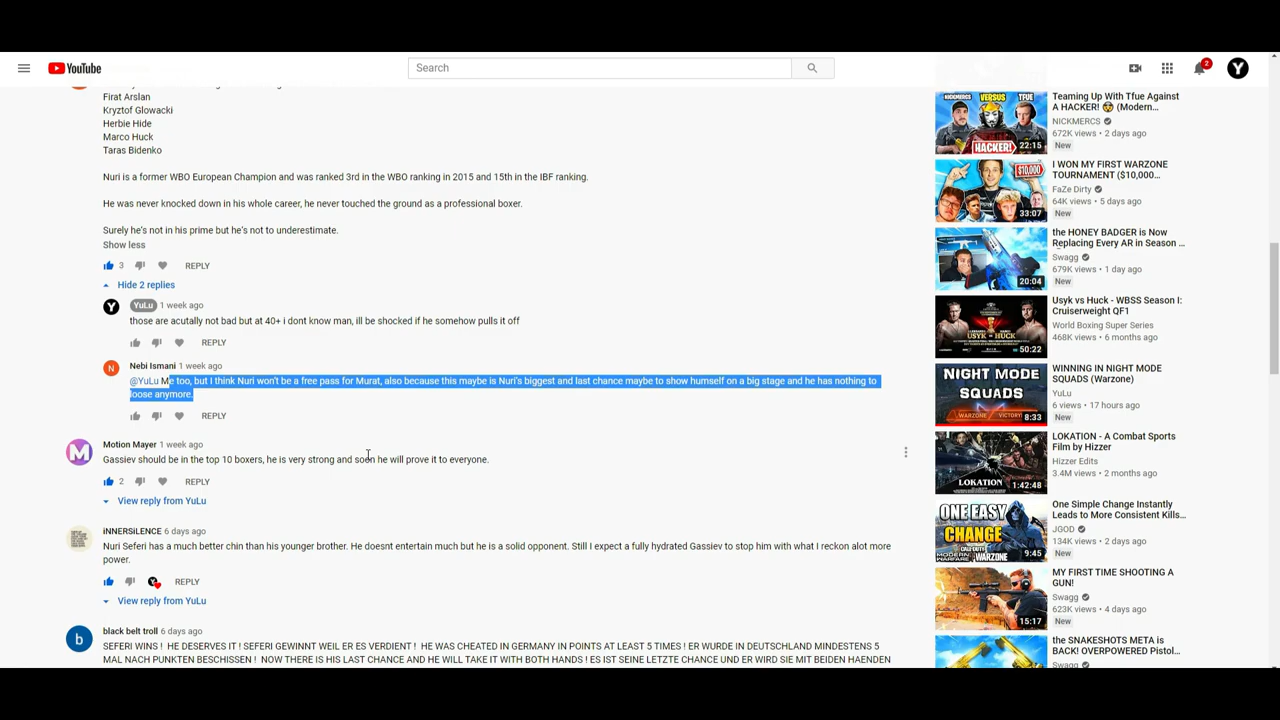 YouTube
Search
2
Y
Firat Arslan
Kryztof Glowacki
Herbie Hide
Marco Huck
Taras Bidenko
Nuri is a former WBO European Champion and was ranked 3rd in the WBO ranking in 2015 and 15th in the IBF ranking.
He was never knocked down in his whole career, he never touched the ground as a professional boxer.
Surely he's not in his prime but he's not to underestimate.
Show less
3 REPLY
Hide 2 replies
Y
YuLu 1 week ago
those are acutally not bad but at 40+ i dont know man, ill be shocked if he somehow pulls it off
REPLY
N
Nebi Ismani 1 week ago
@YuLu Me too, but I think Nuri won't be a free pass for Murat, also because this maybe is Nuri's biggest and last chance maybe to show humself on a big stage and he has nothing to
loose anymore.
REPLY
M
Motion Mayer 1 week ago
Gassiev should be in the top 10 boxers, he is very strong and soon he will prove it to everyone.
2 REPLY
View reply from YuLu
iNNERSiLENCE 6 days ago
Nuri Seferi has a much better chin than his younger brother. He doesnt entertain much but he is a solid opponent. Still I expect a fully hydrated Gassiev to stop him with what I reckon alot more
power.
Y REPLY
View reply from YuLu
b
black belt troll 6 days ago
SEFERI WINS ! HE DESERVES IT ! SEFERI GEWINNT WEIL ER ES VERDIENT ! HE WAS CHEATED IN GERMANY IN POINTS AT LEAST 5 TIMES ! ER WURDE IN DEUTSCHLAND MINDESTENS 5
MAL NACH PUNKTEN BESCHISSEN ! NOW THERE IS HIS LAST CHANCE AND HE WILL TAKE IT WITH BOTH HANDS ! ES IST SEINE LETZTE CHANCE UND ER WIRD SIE MIT BEIDEN HAENDEN
NICKMERCS VERSUS TFUE
HACKER!
22:15
Teaming Up With Tfue Against
A HACKER! 🤯 (Modern...
NICKMERCS
672K views • 2 days ago
New
$10,000
33:07
I WON MY FIRST WARZONE
TOURNAMENT ($10,000...
FaZe Dirty
64K views • 5 days ago
New
20:04
the HONEY BADGER is Now
Replacing Every AR in Season ...
Swagg
679K views • 1 day ago
New
USYK vs HUCK
50:22
Usyk vs Huck - WBSS Season I:
Cruiserweight QF1
World Boxing Super Series
468K views • 6 months ago
NIGHT MODE
SQUADS
WARZONE VICTORY
8:33
WINNING IN NIGHT MODE
SQUADS (Warzone)
YuLu
6 views • 17 hours ago
New
LOKATION
1:42:48
LOKATION - A Combat Sports
Film by Hizzer
Hizzer Edits
3.4M views • 2 months ago
ONE EASY
CHANGE
9:45
One Simple Change Instantly
Leads to More Consistent Kills...
JGOD
134K views • 2 days ago
New
15:17
MY FIRST TIME SHOOTING A
GUN!
Swagg
623K views • 4 days ago
New
the SNAKESHOTS META is
BACK! OVERPOWERED Pistol...
Swagg